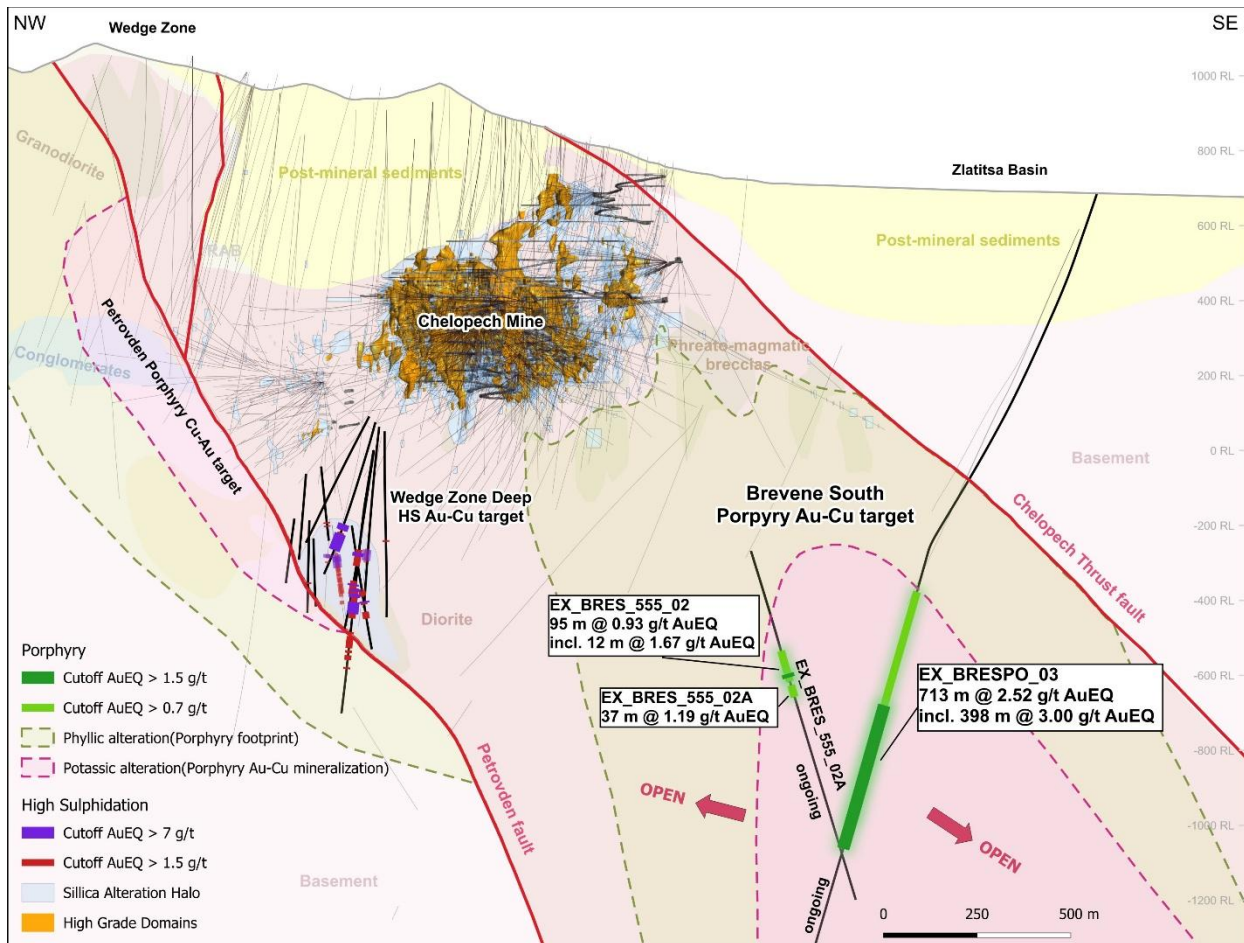 NW
SE
Wedge Zone
1000 RL
800 RL
600 RL
400 RL
200 RL
0 RL
-200 RL
-400 RL
-600 RL
-800 RL
-1000 RL
-1200 RL
Granodiorite
Post-mineral sediments
Zlatitsa Basin
Post-mineral sediments
RAB
Chelopech Mine
Conglomerates
Petrovden Porphyry Cu-Au target
Phreato-magmatic
breccias
Basement
Wedge Zone Deep
HS Au-Cu target
Brevene South
Porpyry Au-Cu target
Chelopech Thrust fault
Diorite
EX_BRES_555_02
95 m @ 0.93 g/t AuEQ
incl. 12 m @ 1.67 g/t AuEQ
EX_BRES_555_02A
37 m @ 1.19 g/t AuEQ
EX_BRES_555_02A
ongoing
EX_BRESPO_03
713 m @ 2.52 g/t AuEQ
incl. 398 m @ 3.00 g/t AuEQ
OPEN
OPEN
ongoing
Petrovden fault
Basement
Porphyry
Cutoff AuEQ > 1.5 g/t
Cutoff AuEQ > 0.7 g/t
Phyllic alteration(Porphyry footprint)
Potassic alteration(Porphyry Au-Cu mineralization)
High Sulphidation
Cutoff AuEQ > 7 g/t
Cutoff AuEQ > 1.5 g/t
Sillica Alteration Halo
High Grade Domains
0 250 500 m